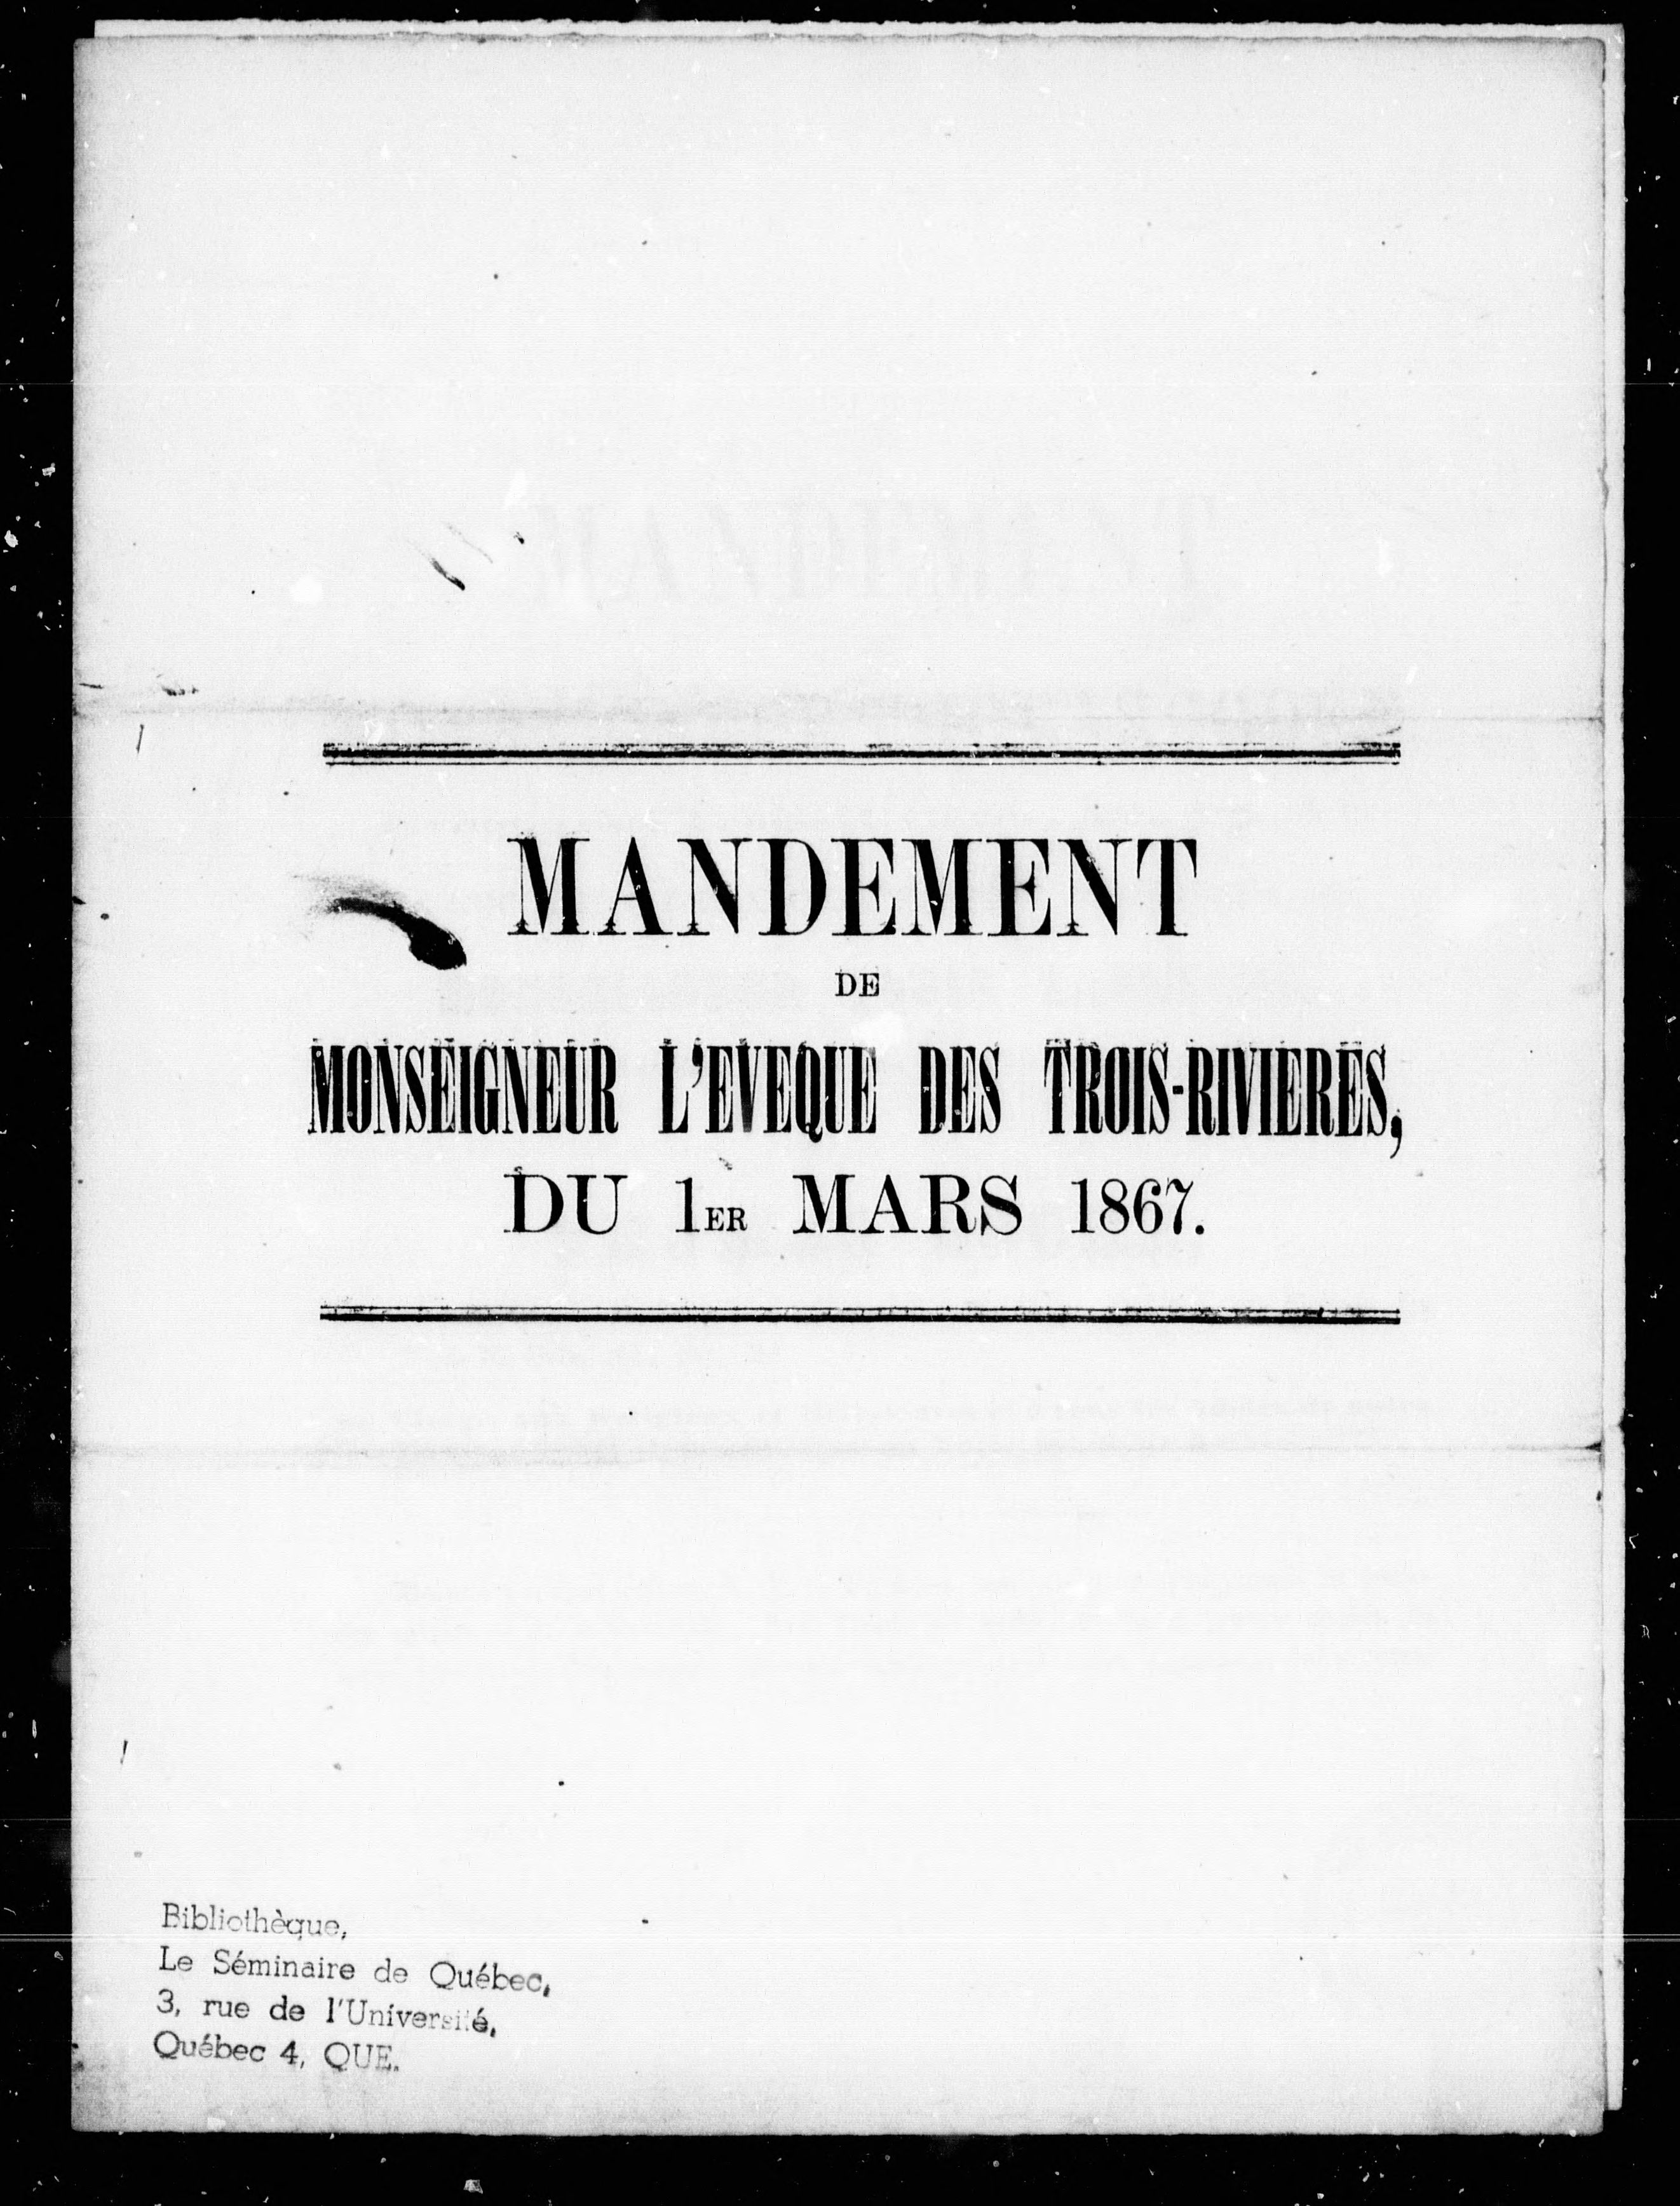 MANDEMENT
DE
MONSEIGNEUR L'EVEQUE DES TROIS-RIVIERES,
DU 1ER MARS 1867.
Bibliothèque,
Le Séminaire de Québec,
3, rue de l'Université,
Québec 4, QUE.